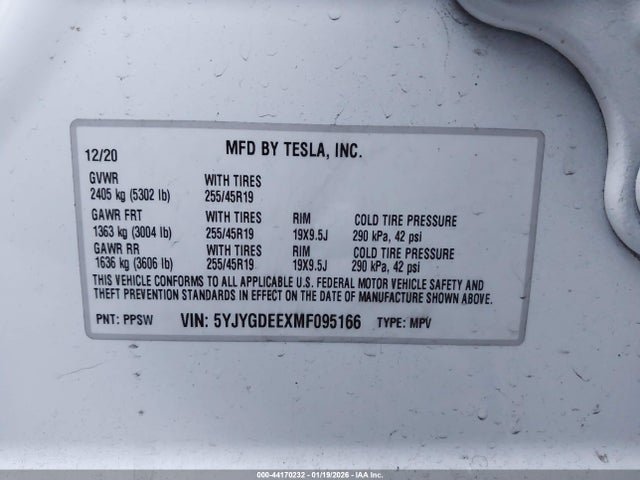 12/20 MFD BY TESLA, INC.
GVWR WITH TIRES
2405 kg (5302 lb) 255/45R19
GAWR FRT WITH TIRES RIM COLD TIRE PRESSURE
1363 kg (3004 lb) 255/45R19 19X9.5J 290 kPa, 42 psi
GAWR RR WITH TIRES RIM COLD TIRE PRESSURE
1636 kg (3606 lb) 255/45R19 19X9.5J 290 kPa, 42 psi
THIS VEHICLE CONFORMS TO ALL APPLICABLE U.S. FEDERAL MOTOR VEHICLE SAFETY AND
THEFT PREVENTION STANDARDS IN EFFECT ON THE DATE OF MANUFACTURE SHOWN ABOVE.
PNT: PPSW VIN: 5YJYGDEEXMF095166 TYPE: MPV
000-44170232 - 01/19/2026 - IAA Inc.